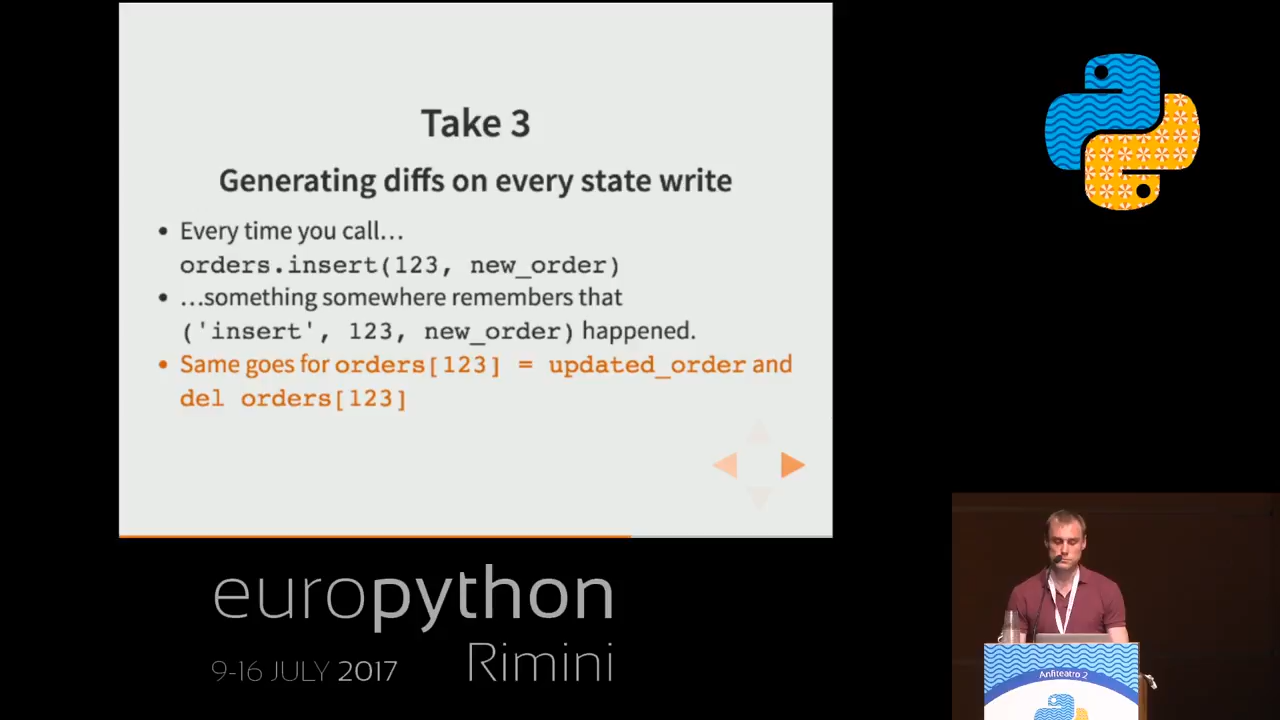 Take 3
Generating diffs on every state write
• Every time you call…
orders.insert(123, new_order)
• …something somewhere remembers that
('insert', 123, new_order) happened.
• Same goes for orders[123] = updated_order and
del orders[123]
europython
9-16 JULY 2017 Rimini
Anfiteatro 2